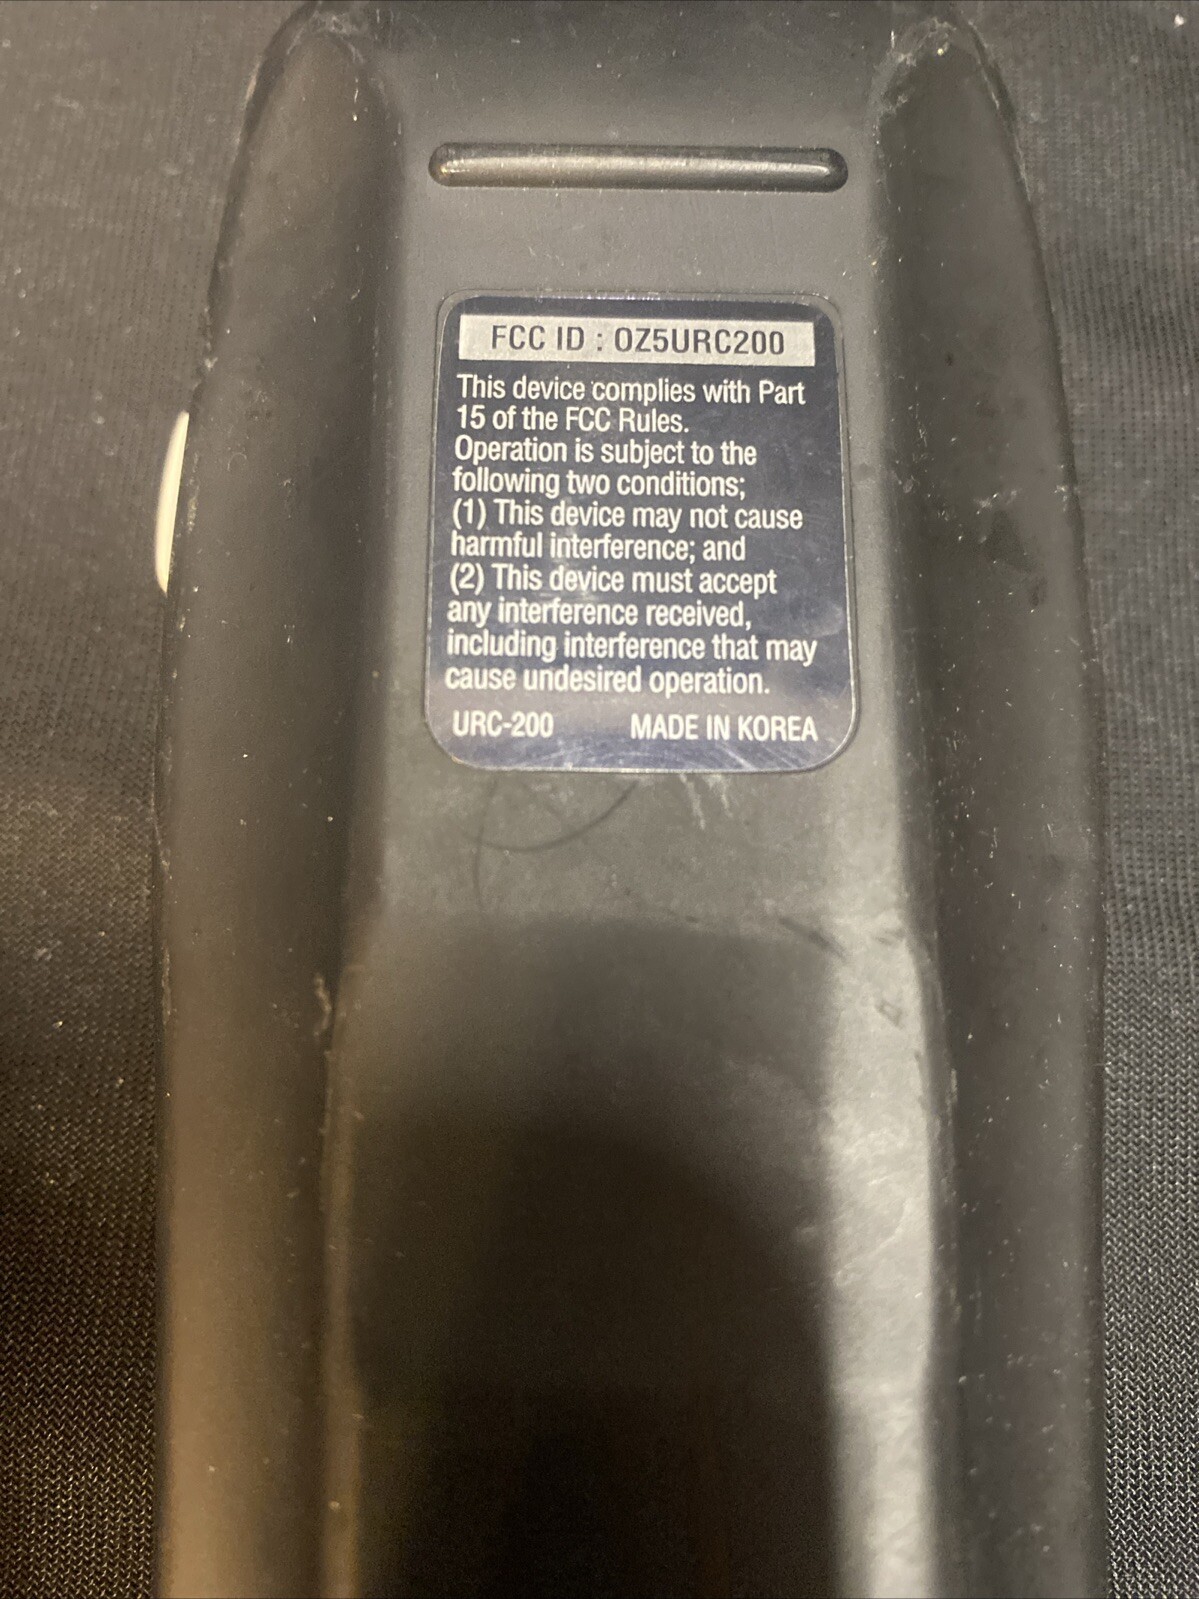 FCC ID : OZ5URC200
This device complies with Part
15 of the FCC Rules.
Operation is subject to the
following two conditions;
(1) This device may not cause
harmful interference; and
(2) This device must accept
any interference received,
including interference that may
cause undesired operation.
URC-200 MADE IN KOREA